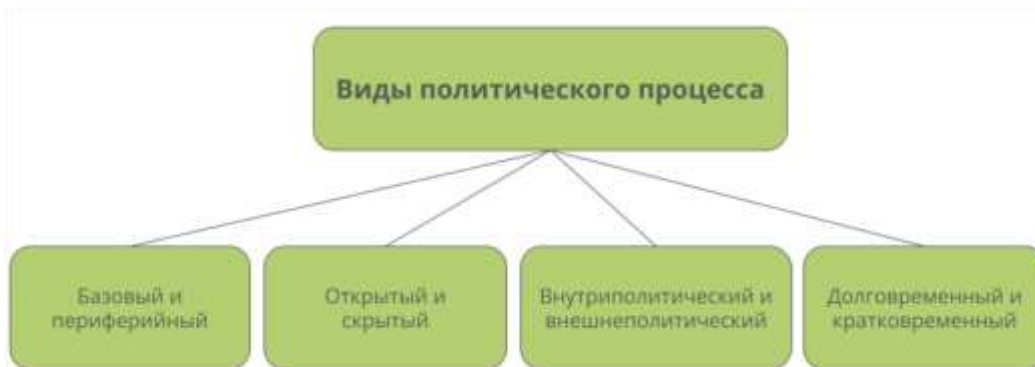 Виды политического процесса
Базовый и
периферийный
Открытый и
скрытый
Внутриполитический и
внешнеполитический
Долговременный и
кратковременный